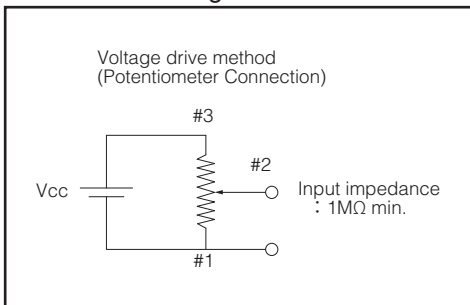 Voltage drive method
(Potentiometer Connection)
#3
#2
Vcc
Input impedance
: 1MΩ min.
#1